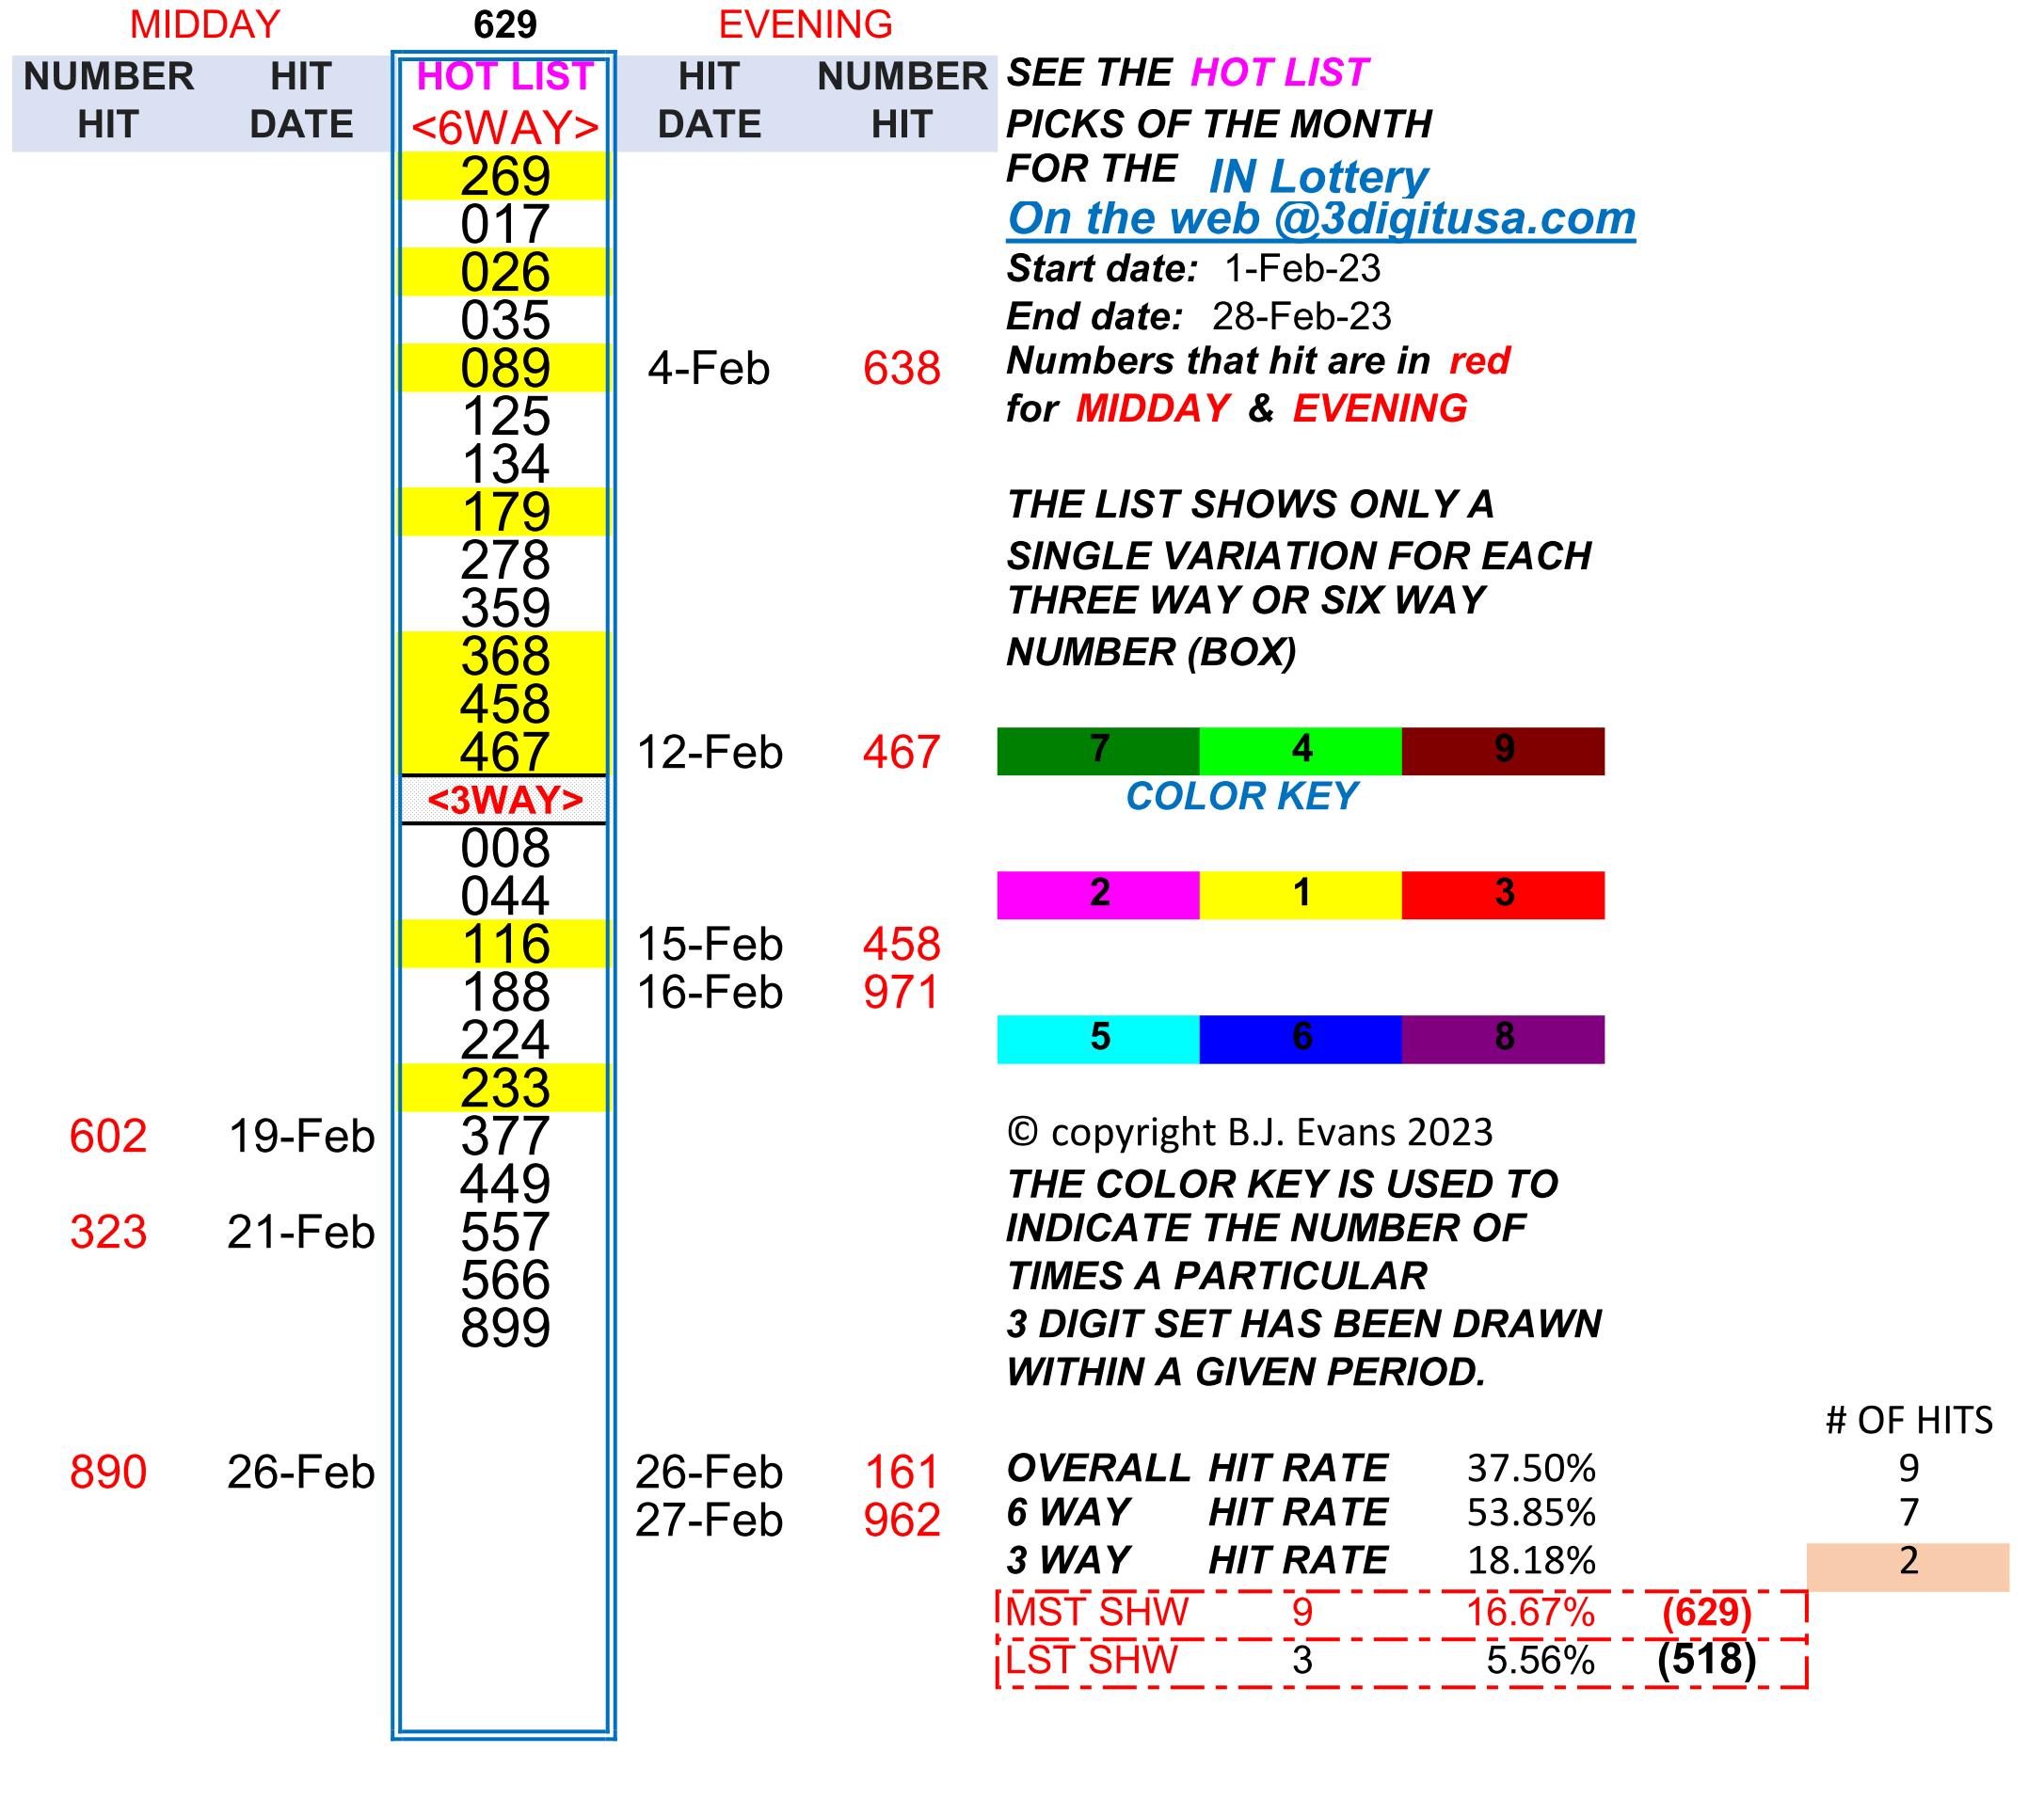 MIDDAY 629 EVENING
NUMBER HIT HOT LIST HIT NUMBER SEE THE HOT LIST
HIT DATE <6WAY> DATE HIT PICKS OF THE MONTH
269 FOR THE IN Lottery
017 On the web @3digitusa.com
026 Start date: 1-Feb-23
035 End date: 28-Feb-23
089 4-Feb 638 Numbers that hit are in red
125 for MIDDAY & EVENING
134
179 THE LIST SHOWS ONLY A
278 SINGLE VARIATION FOR EACH
359 THREE WAY OR SIX WAY
368 NUMBER (BOX)
458
467 12-Feb 467 7 4 9
<3WAY> COLOR KEY
008
044 2 1 3
116 15-Feb 458
188 16-Feb 971
224 5 6 8
233
602 19-Feb 377 © copyright B.J. Evans 2023
449 THE COLOR KEY IS USED TO
323 21-Feb 557 INDICATE THE NUMBER OF
566 TIMES A PARTICULAR
899 3 DIGIT SET HAS BEEN DRAWN
WITHIN A GIVEN PERIOD.
# OF HITS
890 26-Feb 26-Feb 161 OVERALL HIT RATE 37.50% 9
27-Feb 962 6 WAY HIT RATE 53.85% 7
3 WAY HIT RATE 18.18% 2
MST SHW 9 16.67% (629)
LST SHW 3 5.56% (518)